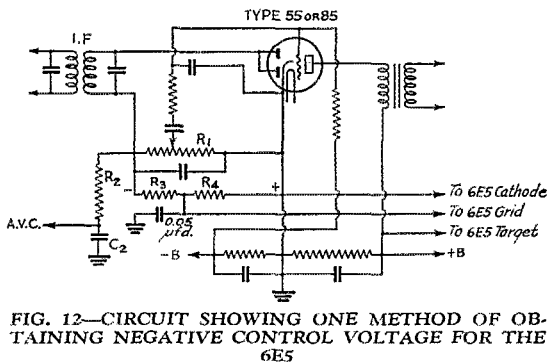 TYPE 55 OR 85
I.F
R1
R2
R3
R4
-
+
A.V.C.
C2
0.05
µfd.
To 6E5 Cathode
To 6E5 Grid
To 6E5 Target
-B
+B
FIG. 12—CIRCUIT SHOWING ONE METHOD OF OB-
TAINING NEGATIVE CONTROL VOLTAGE FOR THE
6E5